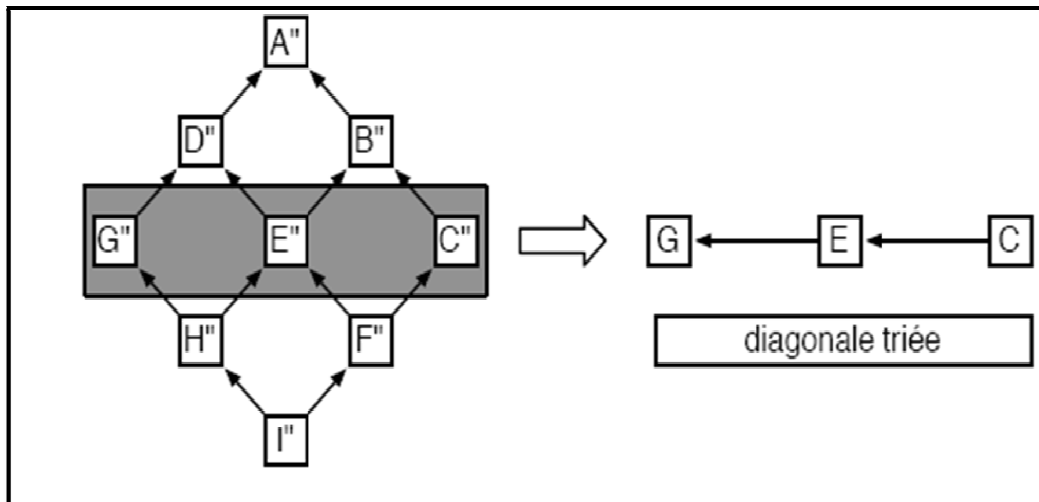 A"
D" B"
G" E" C" G E C
H" F" diagonale triée
I"